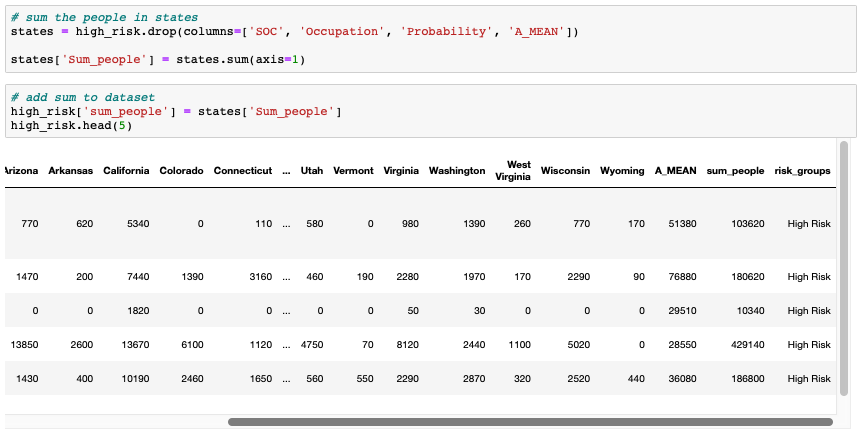 # sum the people in states
states = high_risk.drop(columns=['SOC', 'Occupation', 'Probability', 'A_MEAN'])
states['Sum_people'] = states.sum(axis=1)
# add sum to dataset
high_risk['sum_people'] = states['Sum_people']
high_risk.head(5)
Arizona Arkansas California Colorado Connecticut ... Utah Vermont Virginia Washington West Virginia Wisconsin Wyoming A_MEAN sum_people risk_groups
770 620 5340 0 110 ... 580 0 980 1390 260 770 170 51380 103620 High Risk
1470 200 7440 1390 3160 ... 460 190 2280 1970 170 2290 90 76880 180620 High Risk
0 0 1820 0 0 ... 0 0 50 30 0 0 0 29510 10340 High Risk
13850 2600 13670 6100 1120 ... 4750 70 8120 2440 1100 5020 0 28550 429140 High Risk
1430 400 10190 2460 1650 ... 560 550 2290 2870 320 2520 440 36080 186800 High Risk